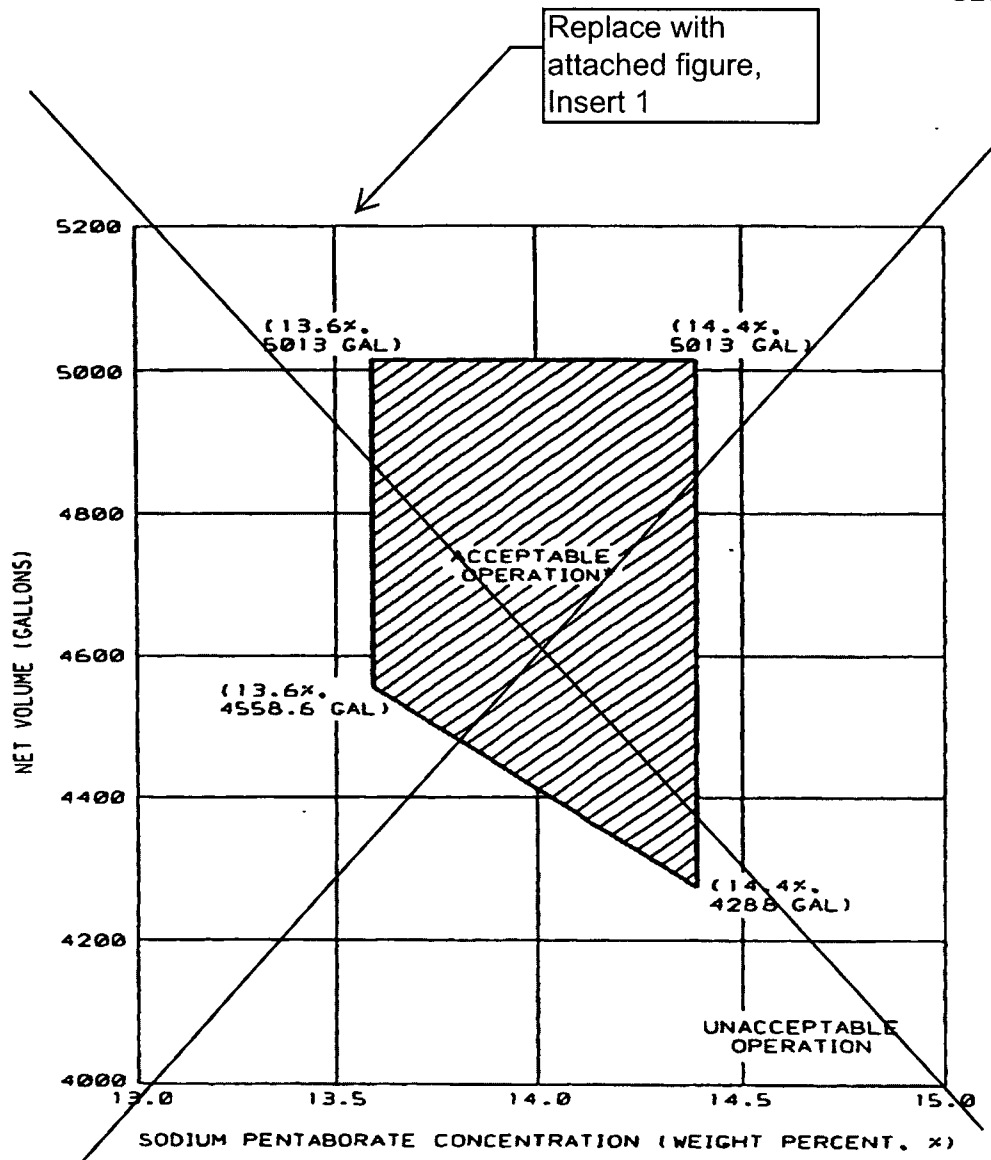 Replace with
attached figure,
Insert 1
5200
(13.6%.
5013 GAL)
(14.4%.
5013 GAL)
5000
4800
ACCEPTABLE
OPERATION*
4600
(13.6%.
4558.6 GAL)
4400
(14.4%.
4288 GAL)
4200
UNACCEPTABLE
OPERATION
4000
13.0
13.5
14.0
14.5
15.0
NET VOLUME (GALLONS)
SODIUM PENTABORATE CONCENTRATION (WEIGHT PERCENT. %)